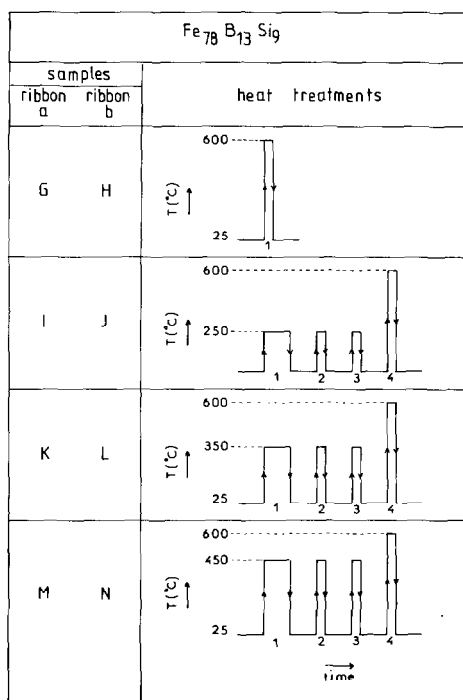 Fe78 B13 Si9
samples
ribbon ribbon heat treatments
a b
G H
T(°C)
600
25
1
I J
T(°C)
600
250
1 2 3 4
K L
T(°C)
600
350
25
1 2 3 4
M N
T(°C)
600
450
25
1 2 3 4
time